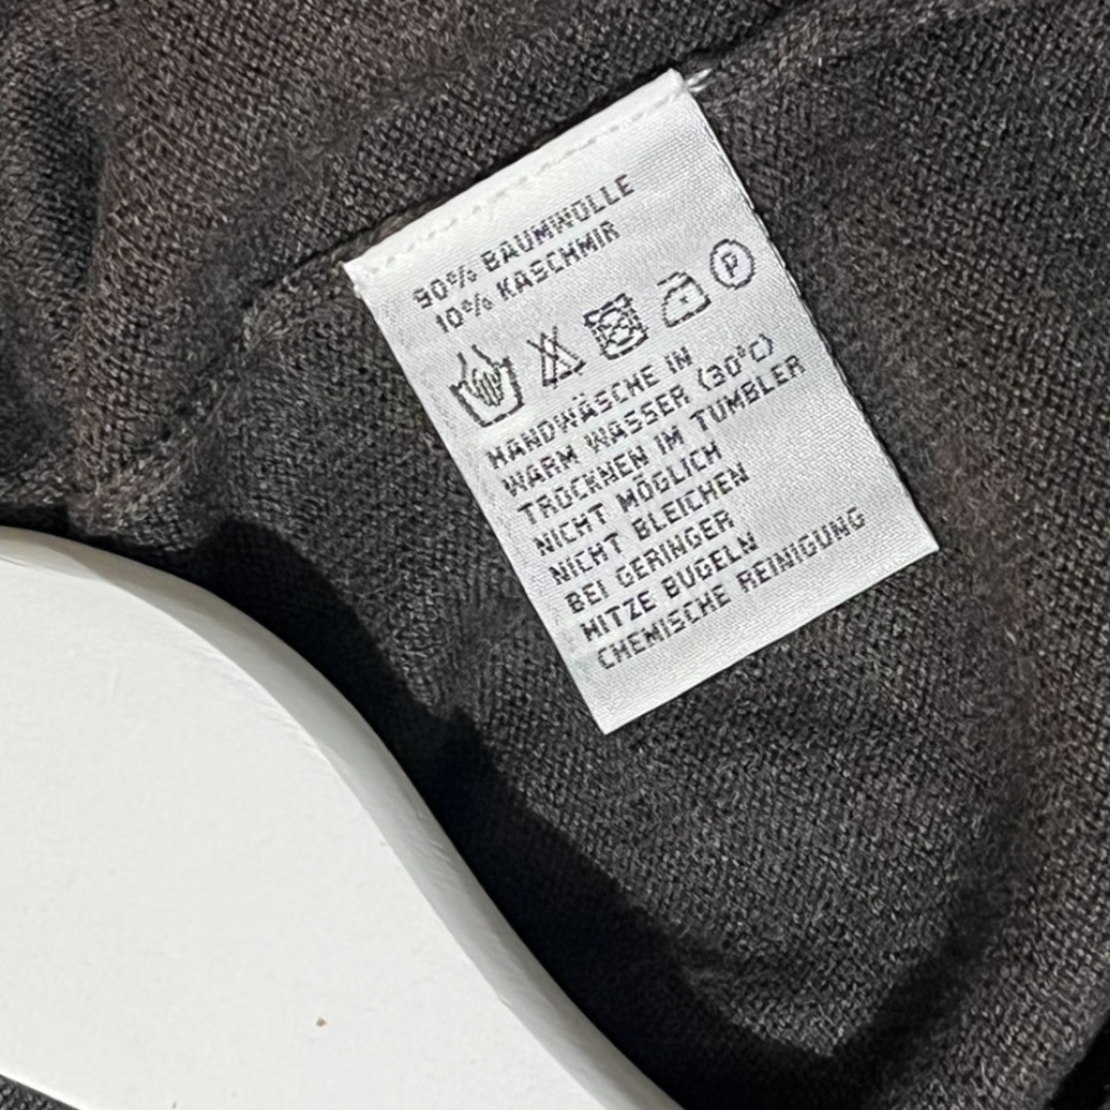 90% BAUMWOLLE
10% KASCHMIR
P
HANDWÄSCHE IN
WARM WASSER (30°C)
TROCKNEN IM TUMBLER
NICHT MÖGLICH
NICHT BLEICHEN
BEI GERINGER
HITZE BÜGELN
CHEMISCHE REINIGUNG